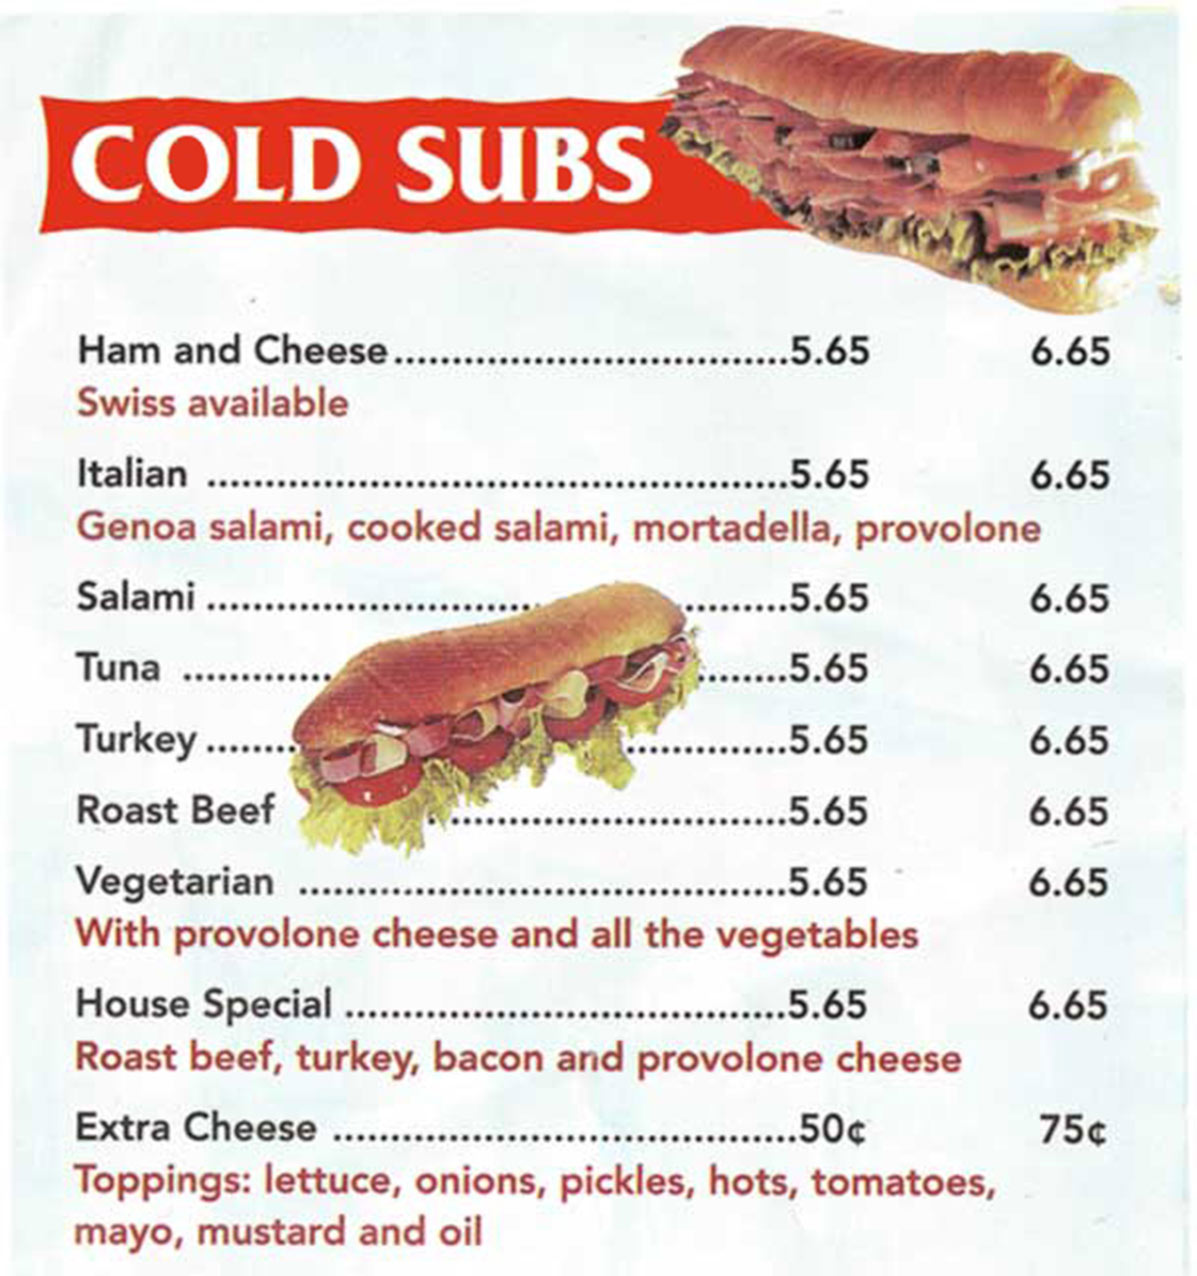 COLD SUBS
Ham and Cheese..................................5.65 6.65
Swiss available
Italian ..................................................5.65 6.65
Genoa salami, cooked salami, mortadella, provolone
Salami ..................................5.65 6.65
Tuna ......................5.65 6.65
Turkey ......................5.65 6.65
Roast Beef ..............................5.65 6.65
Vegetarian ..........................................5.65 6.65
With provolone cheese and all the vegetables
House Special ......................................5.65 6.65
Roast beef, turkey, bacon and provolone cheese
Extra Cheese ........................................50¢ 75¢
Toppings: lettuce, onions, pickles, hots, tomatoes,
mayo, mustard and oil